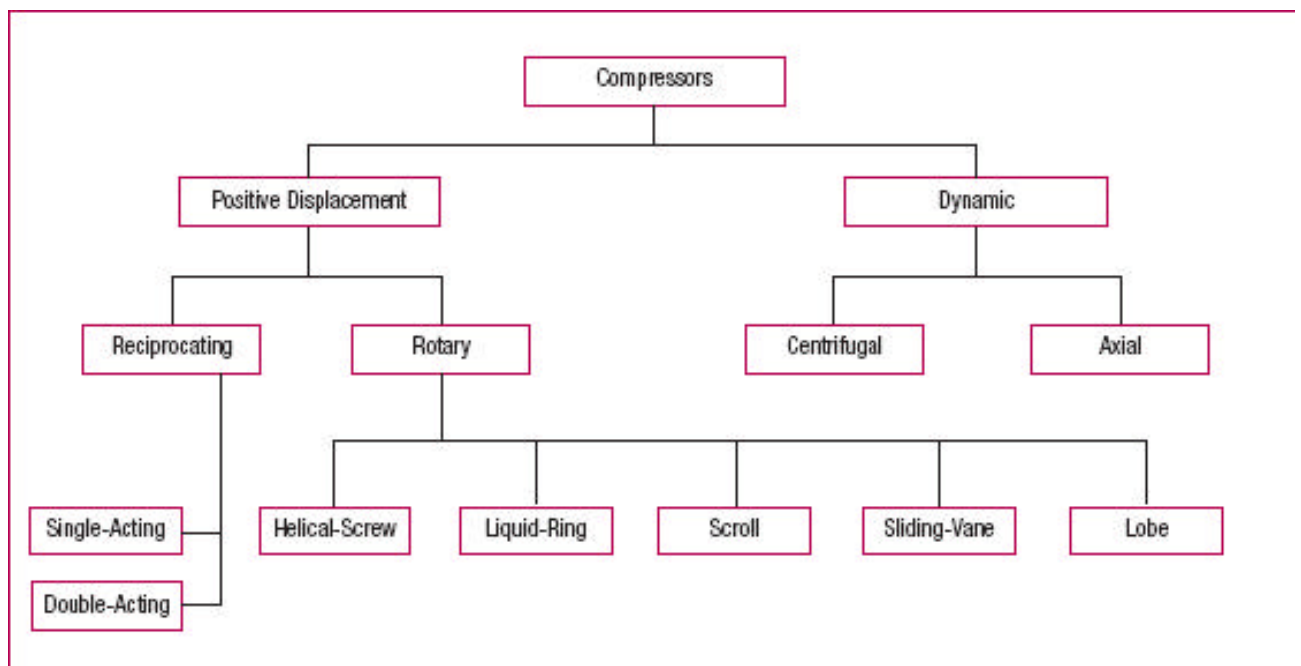 Compressors
Positive Displacement
Dynamic
Reciprocating
Rotary
Centrifugal
Axial
Single-Acting
Helical-Screw
Liquid-Ring
Scroll
Sliding-Vane
Lobe
Double-Acting